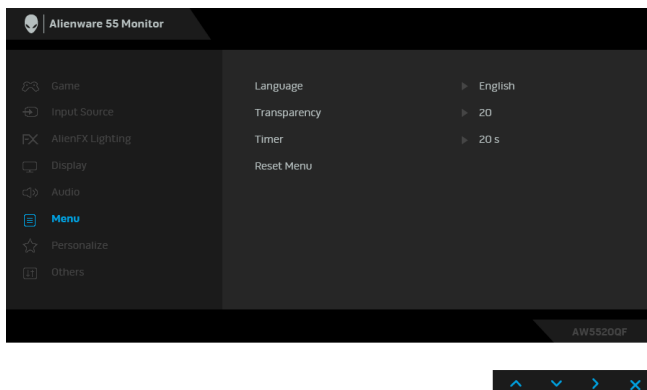 Alienware 55 Monitor
Game
Input Source
AlienFX Lighting
Display
Audio
Menu
Personalize
Others
Language English
Transparency 20
Timer 20 s
Reset Menu
AW5520QF